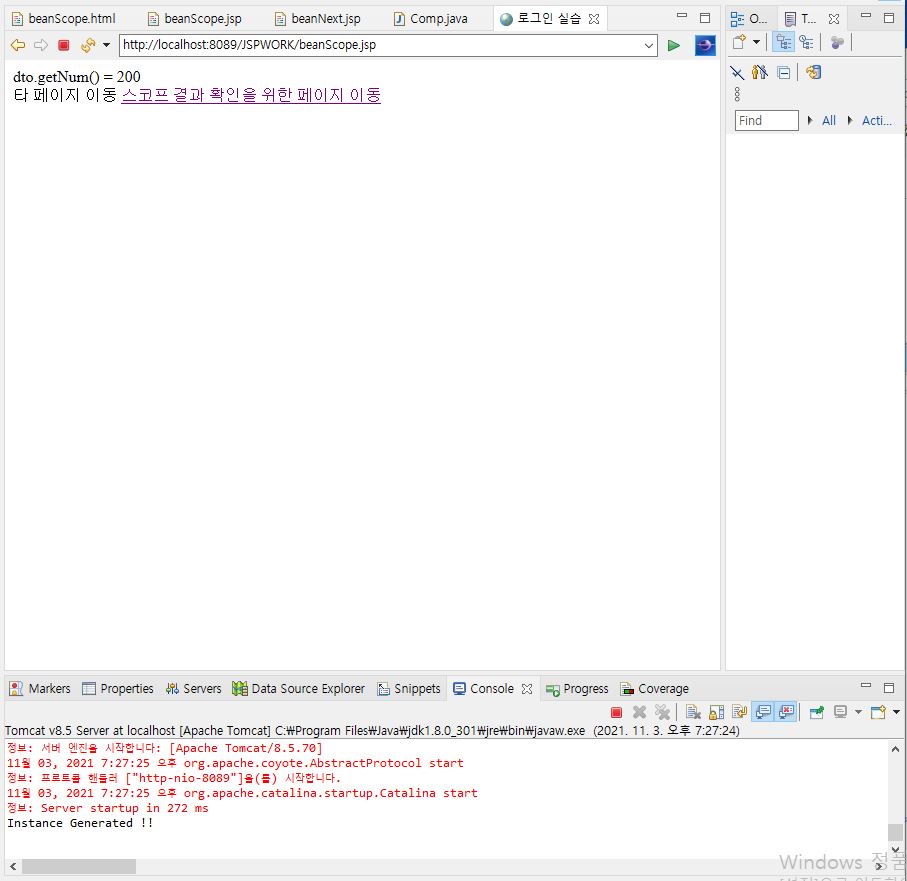 beanScope.html beanScope.jsp beanNext.jsp Comp.java 로그인 실습 O... T...
http://localhost:8089/JSPWORK/beanScope.jsp
dto.getNum() = 200
타 페이지 이동 스코프 결과 확인을 위한 페이지 이동
Find All Acti...
Markers Properties Servers Data Source Explorer Snippets Console Progress Coverage
Tomcat v8.5 Server at localhost [Apache Tomcat] C:₩Program Files₩Java₩jdk1.8.0_301₩jre₩bin₩javaw.exe (2021. 11. 3. 오후 7:27:24)
정보: 서버 엔진을 시작합니다: [Apache Tomcat/8.5.70]
11월 03, 2021 7:27:25 오후 org.apache.coyote.AbstractProtocol start
정보: 프로토콜 핸들러 ["http-nio-8089"]을(를) 시작합니다.
11월 03, 2021 7:27:25 오후 org.apache.catalina.startup.Catalina start
정보: Server startup in 272 ms
Instance Generated !!
Windows 정품